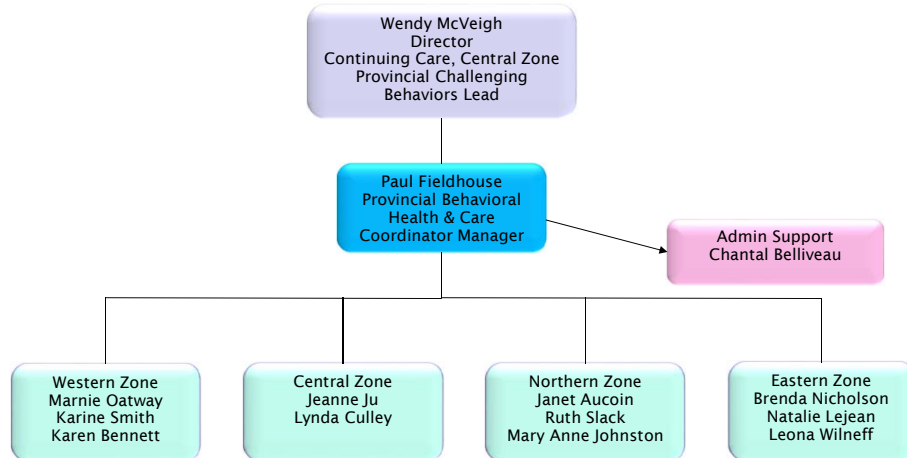 Wendy McVeigh
Director
Continuing Care, Central Zone
Provincial Challenging
Behaviors Lead
Paul Fieldhouse
Provincial Behavioral
Health & Care
Coordinator Manager
Admin Support
Chantal Belliveau
Western Zone
Marnie Oatway
Karine Smith
Karen Bennett
Central Zone
Jeanne Ju
Lynda Culley
Northern Zone
Janet Aucoin
Ruth Slack
Mary Anne Johnston
Eastern Zone
Brenda Nicholson
Natalie Lejean
Leona Wilneff